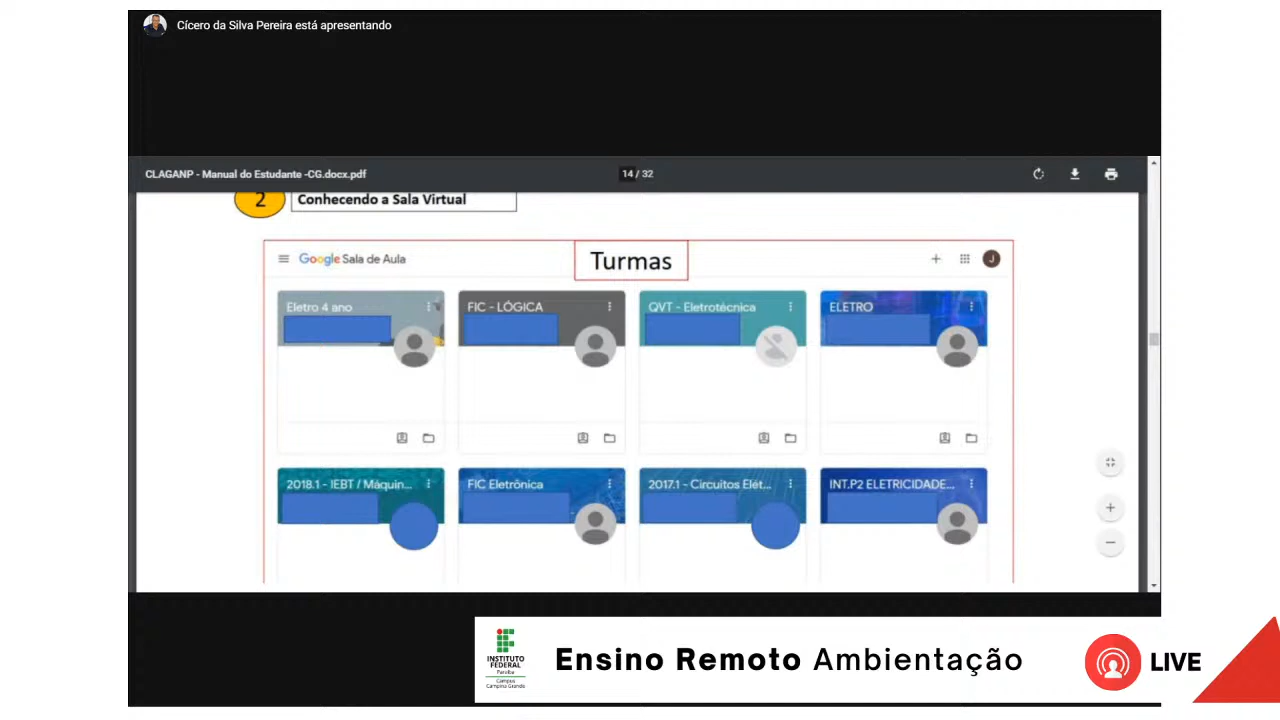 Cícero da Silva Pereira está apresentando
CLAGANP - Manual do Estudante -CG.docx.pdf
14 / 32
2
Conhecendo a Sala Virtual
Google Sala de Aula
Turmas
J
Eletro 4 ano
FIC - LÓGICA
QVT - Eletrotécnica
ELETRO
2018.1 - IEBT / Máquin...
FIC Eletrônica
2017.1 - Circuitos Elét...
INT.P2 ELETRICIDADE...
INSTITUTO
FEDERAL
Paraíba
Campus
Campina Grande
Ensino Remoto Ambientação
LIVE